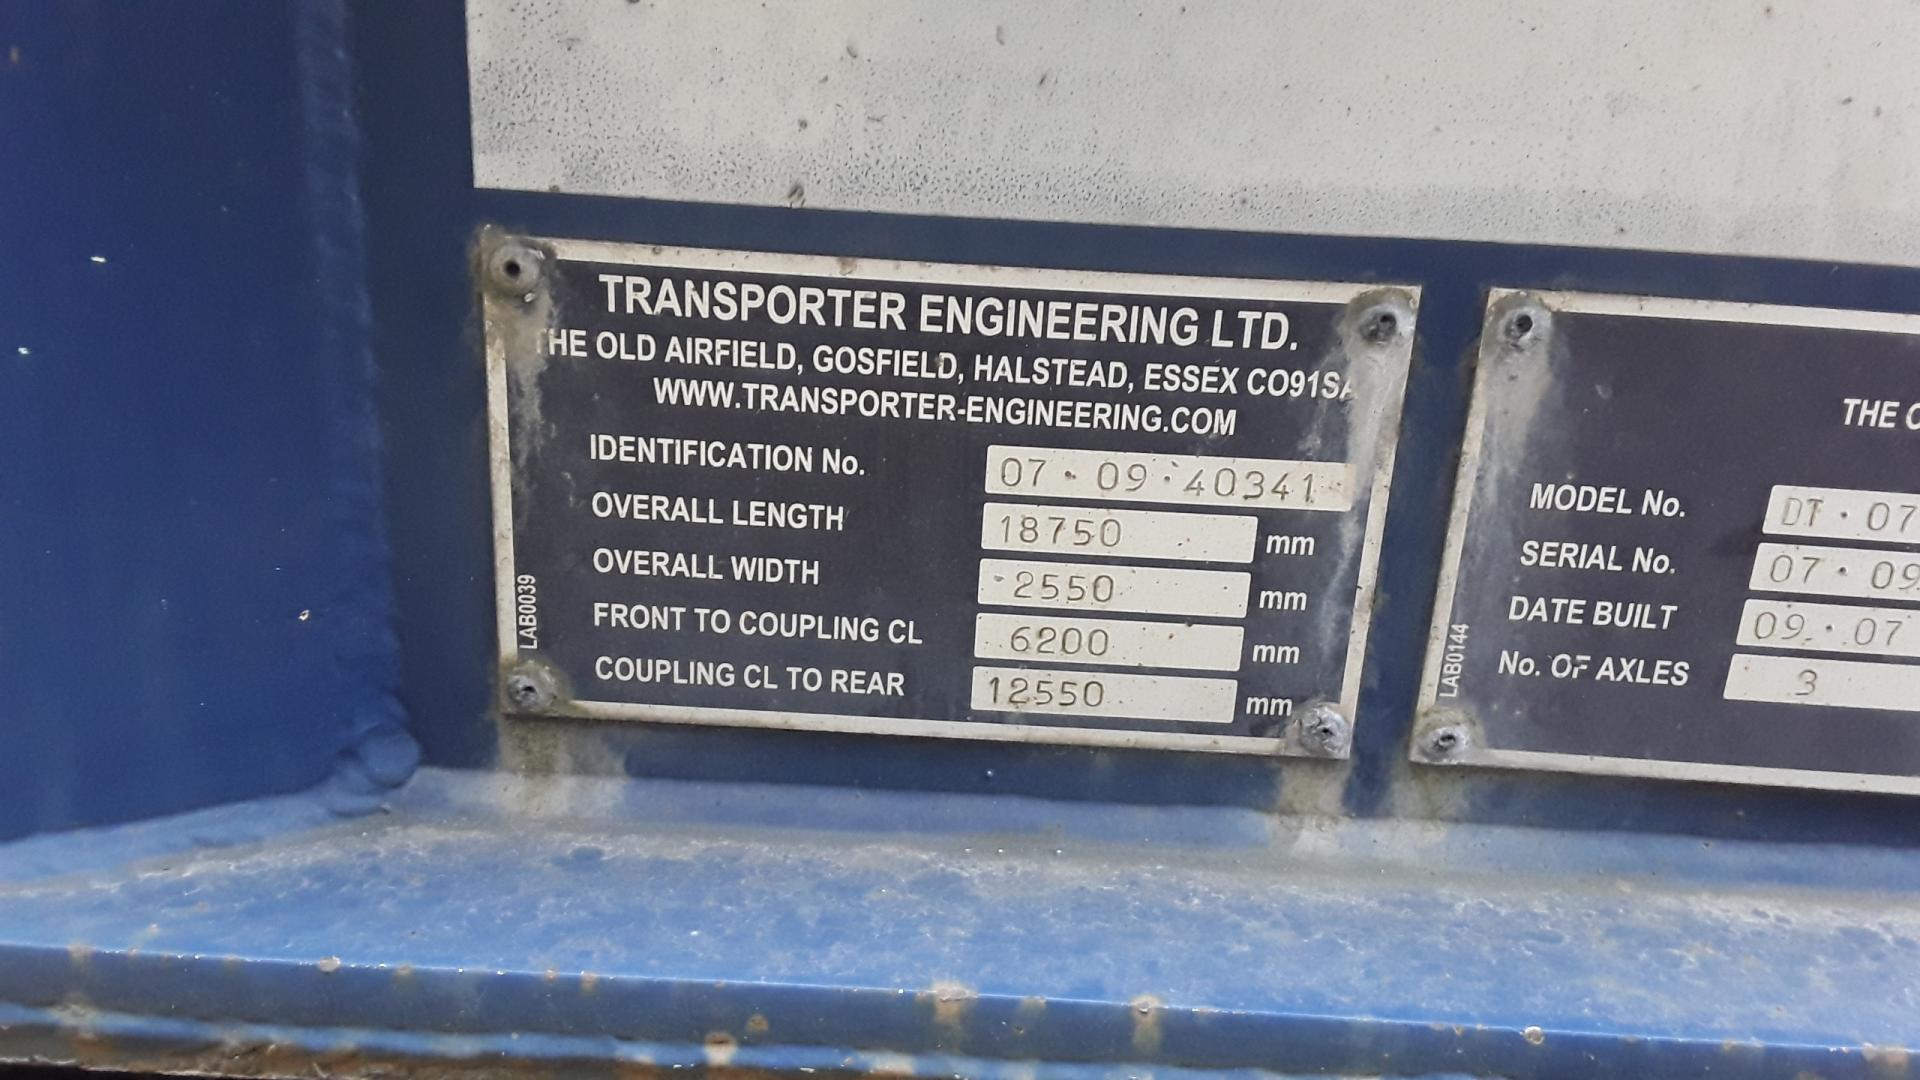 TRANSPORTER ENGINEERING LTD.
THE OLD AIRFIELD, GOSFIELD, HALSTEAD, ESSEX CO91SA
WWW.TRANSPORTER-ENGINEERING.COM
IDENTIFICATION No. 07 · 09 · 40341
OVERALL LENGTH 18750 mm
OVERALL WIDTH 2550 mm
FRONT TO COUPLING CL 6200 mm
COUPLING CL TO REAR 12550 mm
LAB0039
THE
MODEL No. DT · 07
SERIAL No. 07 · 09
DATE BUILT 09 · 07
No. OF AXLES 3
LAB0144